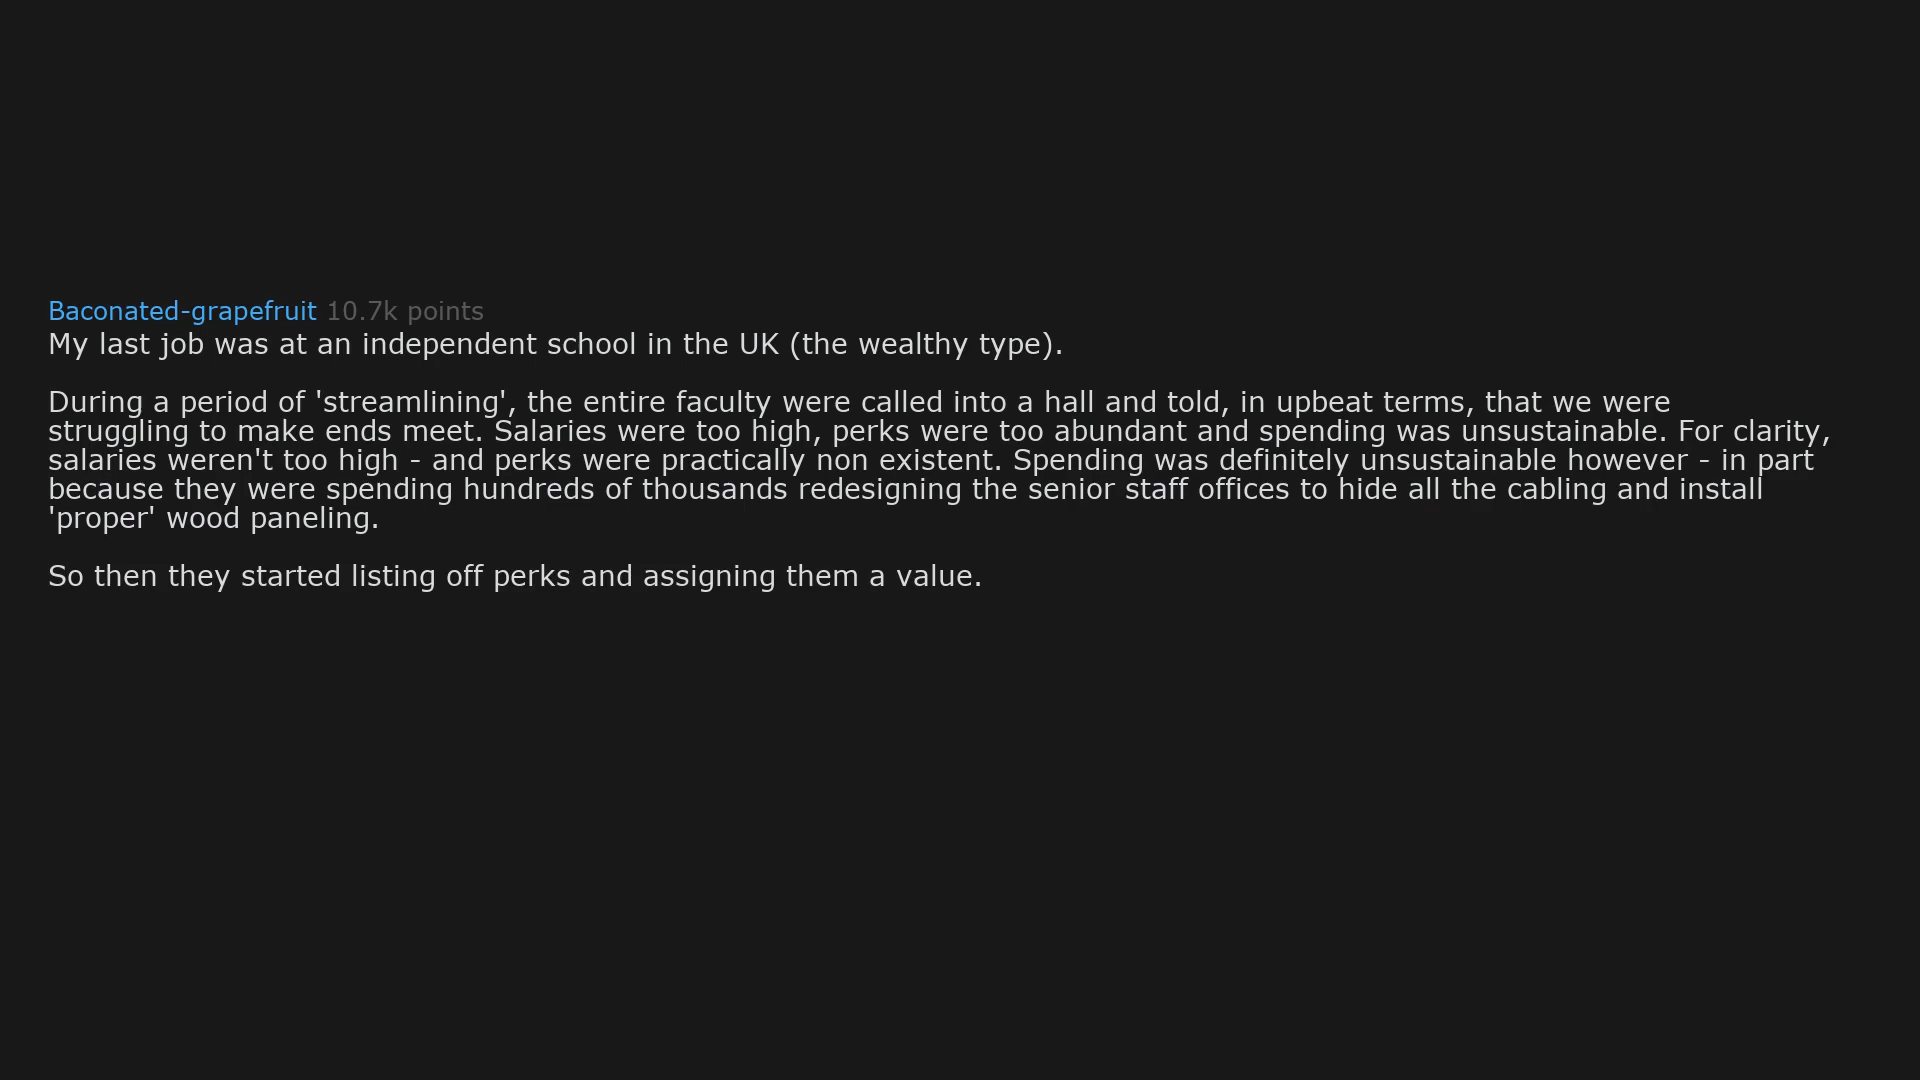 Baconated-grapefruit 10.7k points
My last job was at an independent school in the UK (the wealthy type).
During a period of 'streamlining', the entire faculty were called into a hall and told, in upbeat terms, that we were
struggling to make ends meet. Salaries were too high, perks were too abundant and spending was unsustainable. For clarity,
salaries weren't too high - and perks were practically non existent. Spending was definitely unsustainable however - in part
because they were spending hundreds of thousands redesigning the senior staff offices to hide all the cabling and install
'proper' wood paneling.
So then they started listing off perks and assigning them a value.